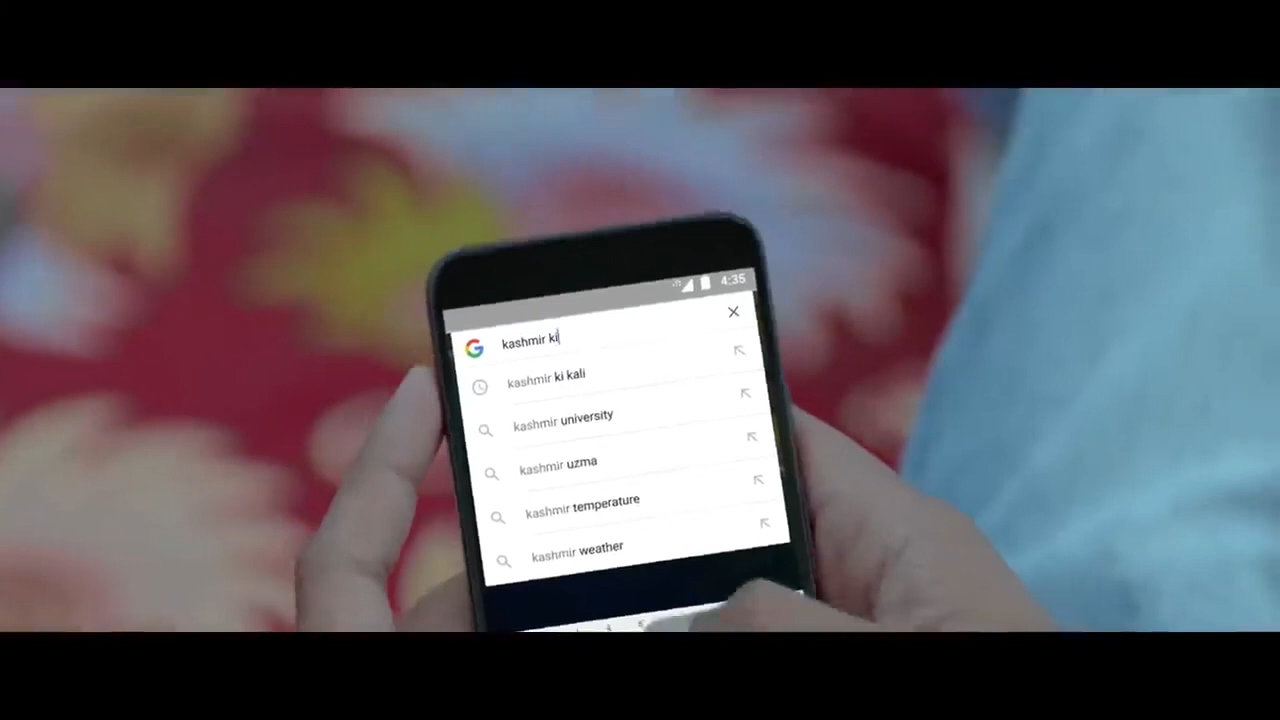 4:35
kashmir ki
kashmir ki kali
kashmir university
kashmir uzma
kashmir temperature
kashmir weather